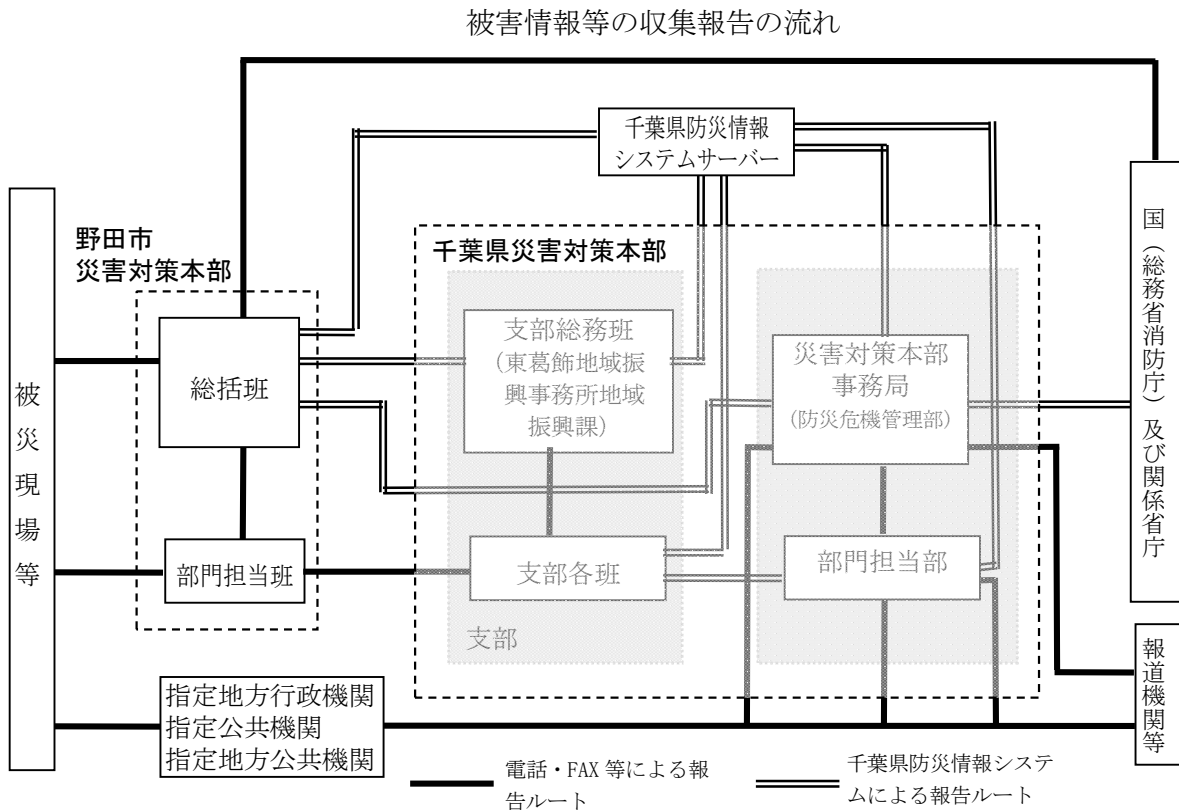 被害情報等の収集報告の流れ
千葉県防災情報
システムサーバー
野田市
災害対策本部
千葉県災害対策本部
被災現場等
総括班
支部総務班
(東葛飾地域振
興事務所地域
振興課)
災害対策本部
事務局
(防災危機管理部)
国(総務省消防庁)及び関係省庁
部門担当班
支部各班
部門担当部
支部
報道機関等
指定地方行政機関
指定公共機関
指定地方公共機関
電話・FAX 等による報
告ルート
千葉県防災情報システ
ムによる報告ルート